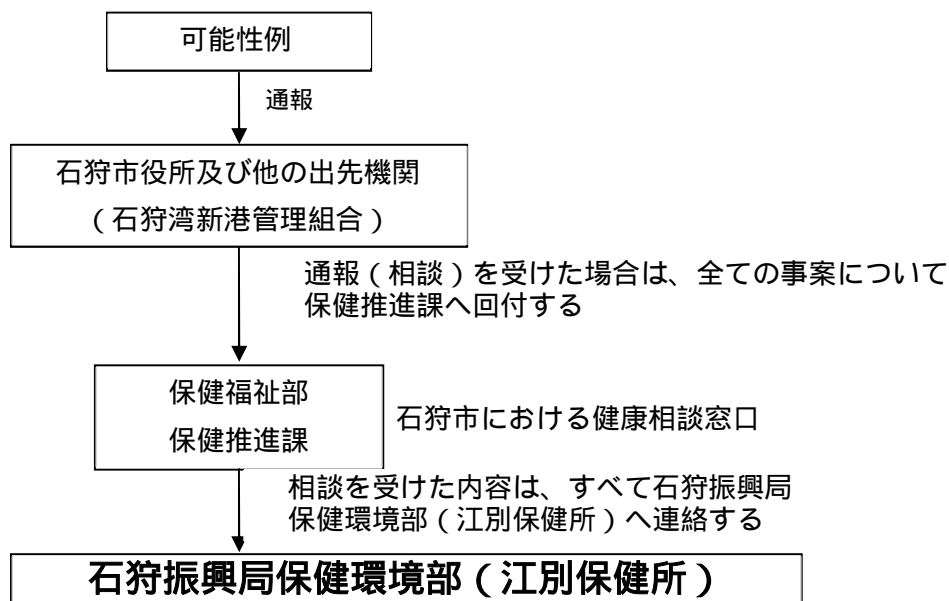 可能性例
通報
石狩市役所及び他の出先機関
（石狩湾新港管理組合）
通報（相談）を受けた場合は、全ての事案について
保健推進課へ回付する
保健福祉部
保健推進課
石狩市における健康相談窓口
相談を受けた内容は、すべて石狩振興局
保健環境部（江別保健所）へ連絡する
石狩振興局保健環境部（江別保健所）